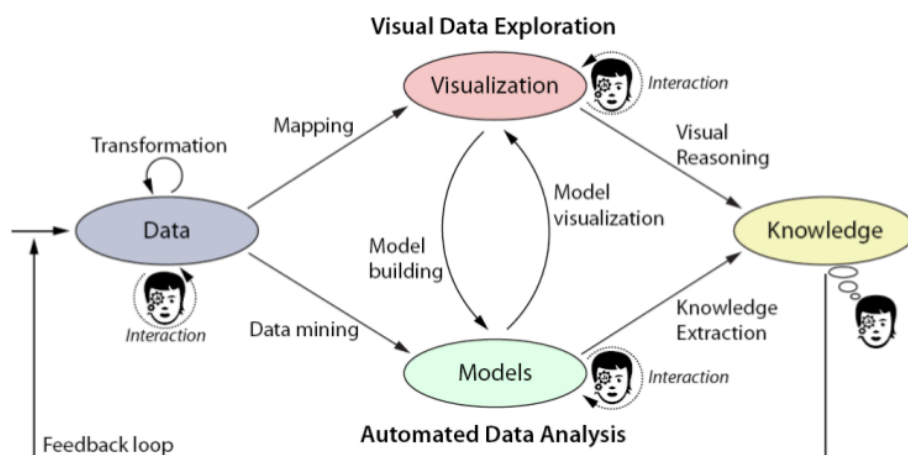 Visual Data Exploration
Visualization
Interaction
Mapping
Visual
Reasoning
Transformation
Data
Interaction
Model
building
Model
visualization
Knowledge
Data mining
Knowledge
Extraction
Models
Interaction
Automated Data Analysis
Feedback loop